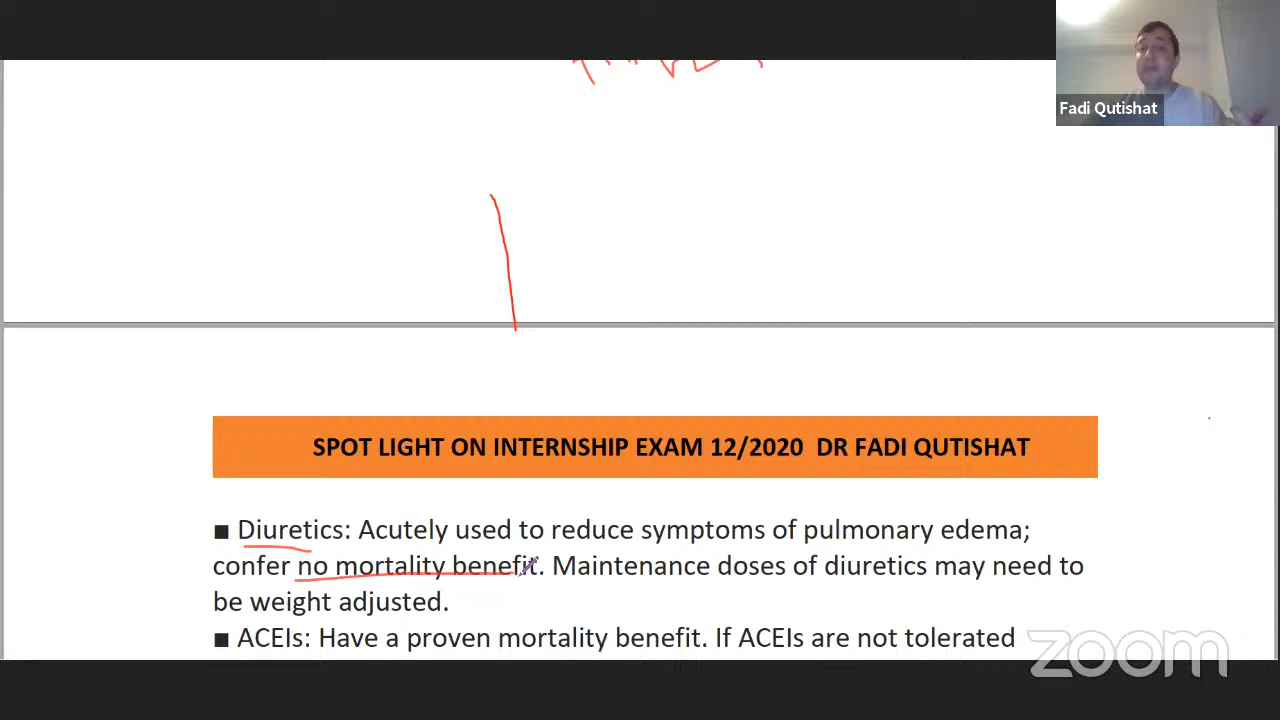 Fadi Qutishat
SPOT LIGHT ON INTERNSHIP EXAM 12/2020 DR FADI QUTISHAT
■ Diuretics: Acutely used to reduce symptoms of pulmonary edema;
confer no mortality benefit. Maintenance doses of diuretics may need to
be weight adjusted.
■ ACEIs: Have a proven mortality benefit. If ACEIs are not tolerated
zoom